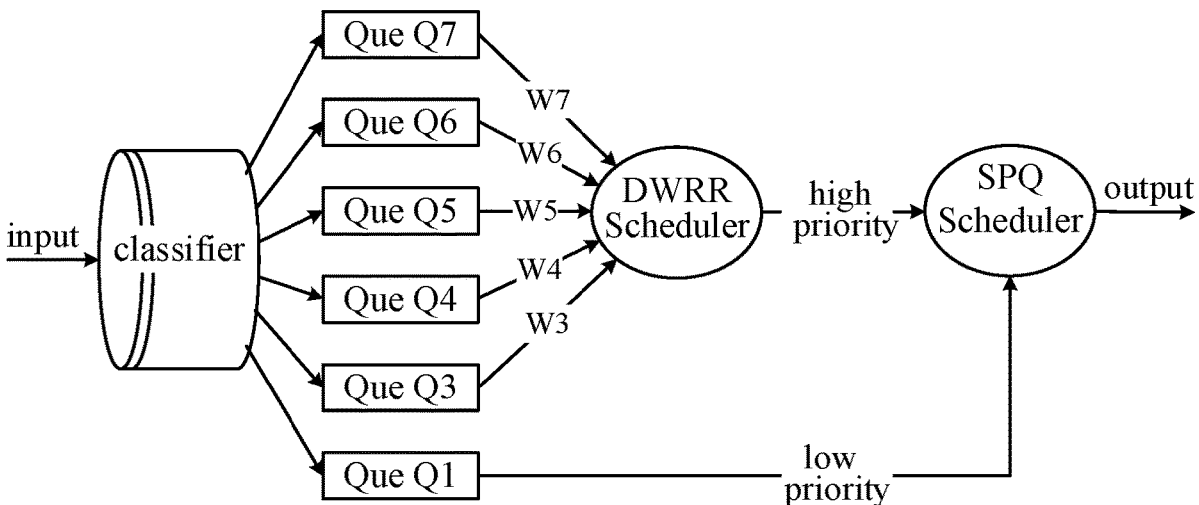 input
classifier
Que Q7
Que Q6
Que Q5
Que Q4
Que Q3
Que Q1
W7
W6
W5
W4
W3
DWRR
Scheduler
high
priority
low
priority
SPQ
Scheduler
output